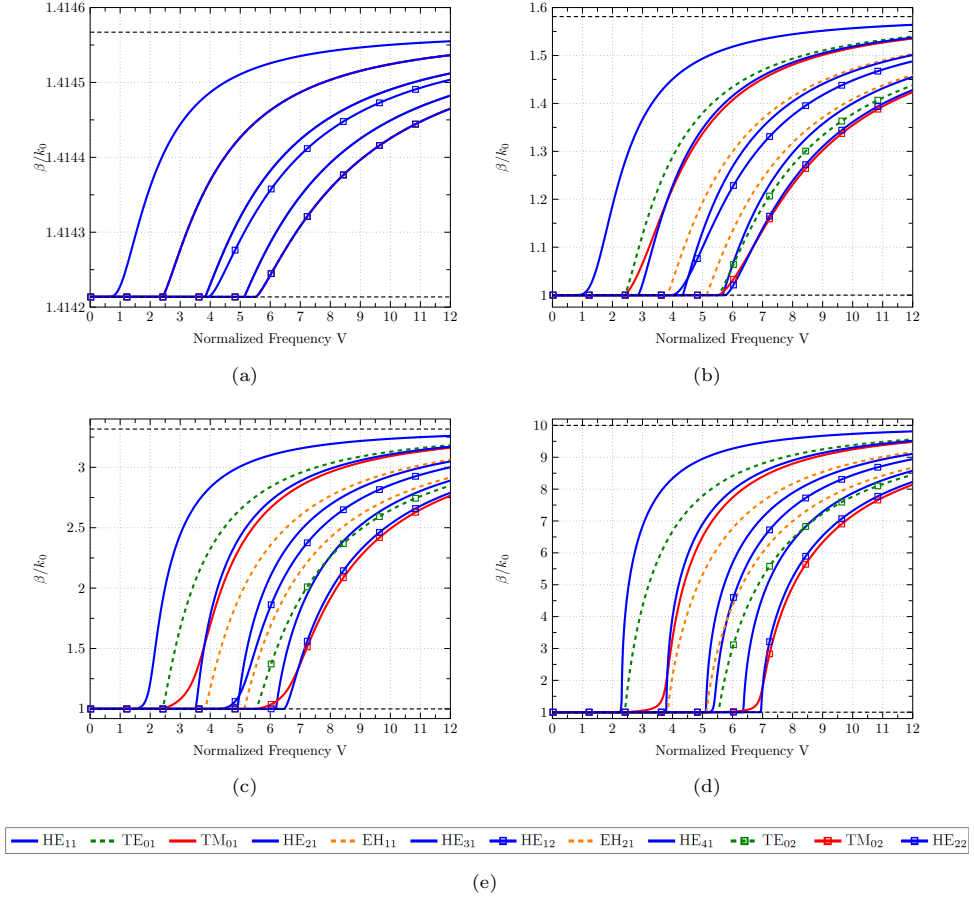 1.4146
1.4145
1.4144
1.4143
1.4142
β/k0
0 1 2 3 4 5 6 7 8 9 10 11 12
Normalized Frequency V
(a)
1.6
1.5
1.4
1.3
1.2
1.1
1
β/k0
0 1 2 3 4 5 6 7 8 9 10 11 12
Normalized Frequency V
(b)
3
2.5
2
1.5
1
β/k0
0 1 2 3 4 5 6 7 8 9 10 11 12
Normalized Frequency V
(c)
10
9
8
7
6
5
4
3
2
1
β/k0
0 1 2 3 4 5 6 7 8 9 10 11 12
Normalized Frequency V
(d)
HE11 TE01 TM01 HE21 EH11 HE31 HE12 EH21 HE41 TE02 TM02 HE22
(e)